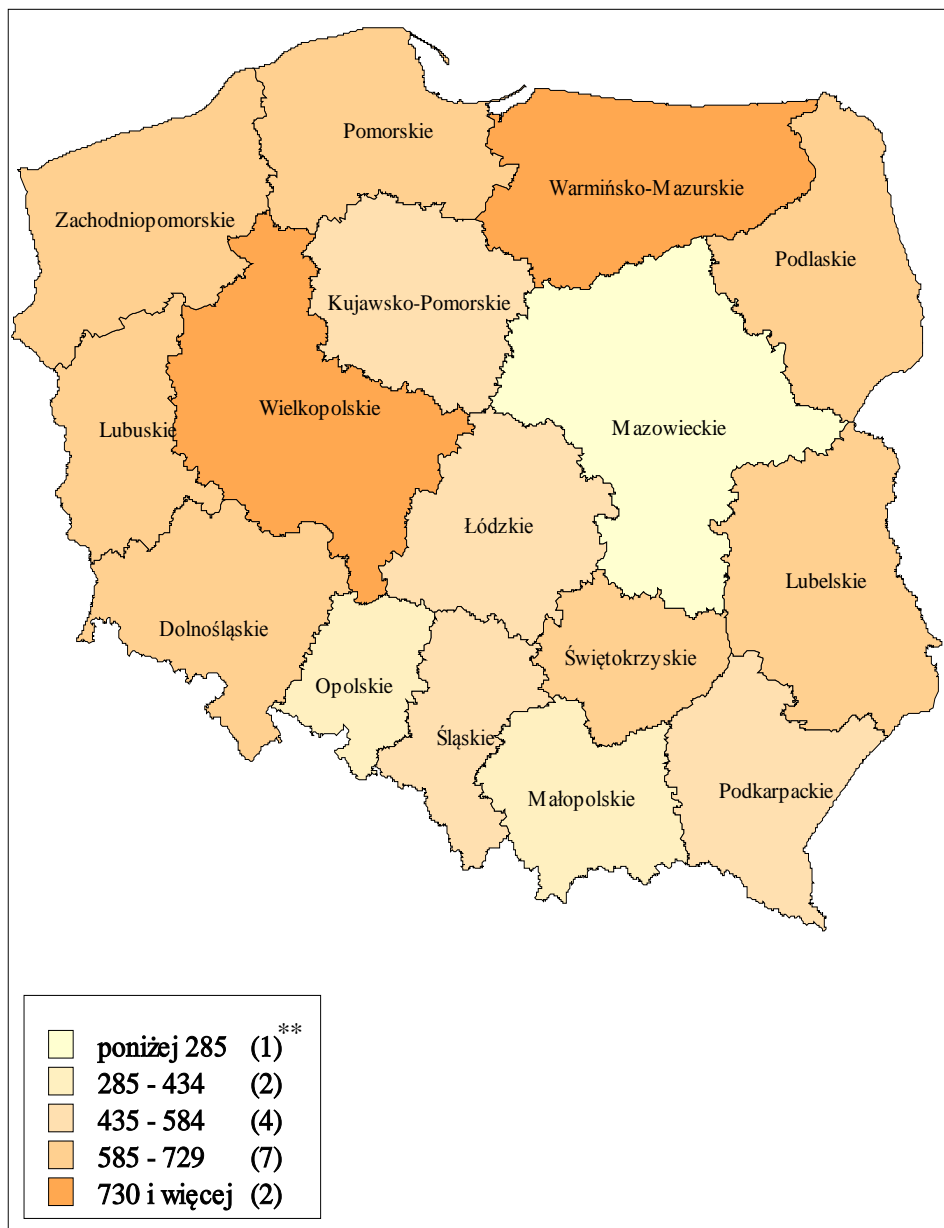 Pomorskie
Warmińsko-Mazurskie
Zachodniopomorskie
Podlaskie
Kujawsko-Pomorskie
Wielkopolskie
Lubuskie
Mazowieckie
Łódzkie
Lubelskie
Dolnośląskie
Świętokrzyskie
Opolskie
Śląskie
Podkarpackie
Małopolskie
poniżej 285 (1)**
285 - 434 (2)
435 - 584 (4)
585 - 729 (7)
730 i więcej (2)